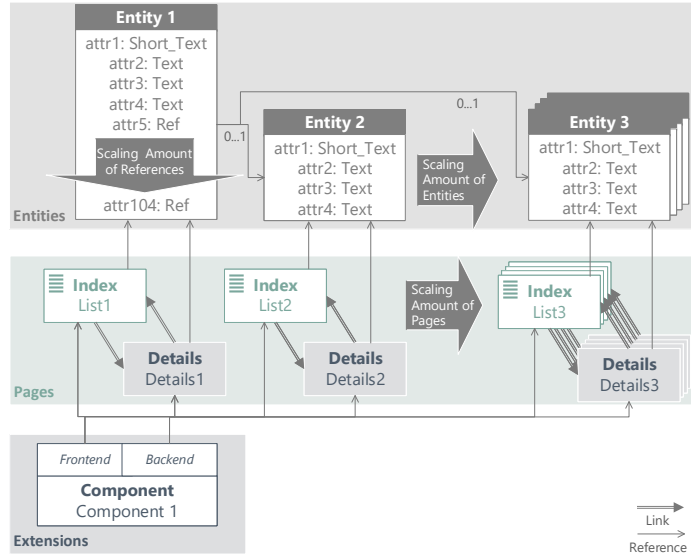 Entity 1
attr1: Short_Text
attr2: Text
attr3: Text
attr4: Text
attr5: Ref
Scaling Amount
of References
attr104: Ref
0...1
0...1
Entity 2
attr1: Short_Text
attr2: Text
attr3: Text
attr4: Text
Scaling
Amount of
Entities
Entity 3
attr1: Short_Text
attr2: Text
attr3: Text
attr4: Text
Entities
Index
List1
Details
Details1
Index
List2
Details
Details2
Scaling
Amount of
Pages
Index
List3
Details
Details3
Pages
Frontend
Backend
Component
Component 1
Extensions
Link
Reference